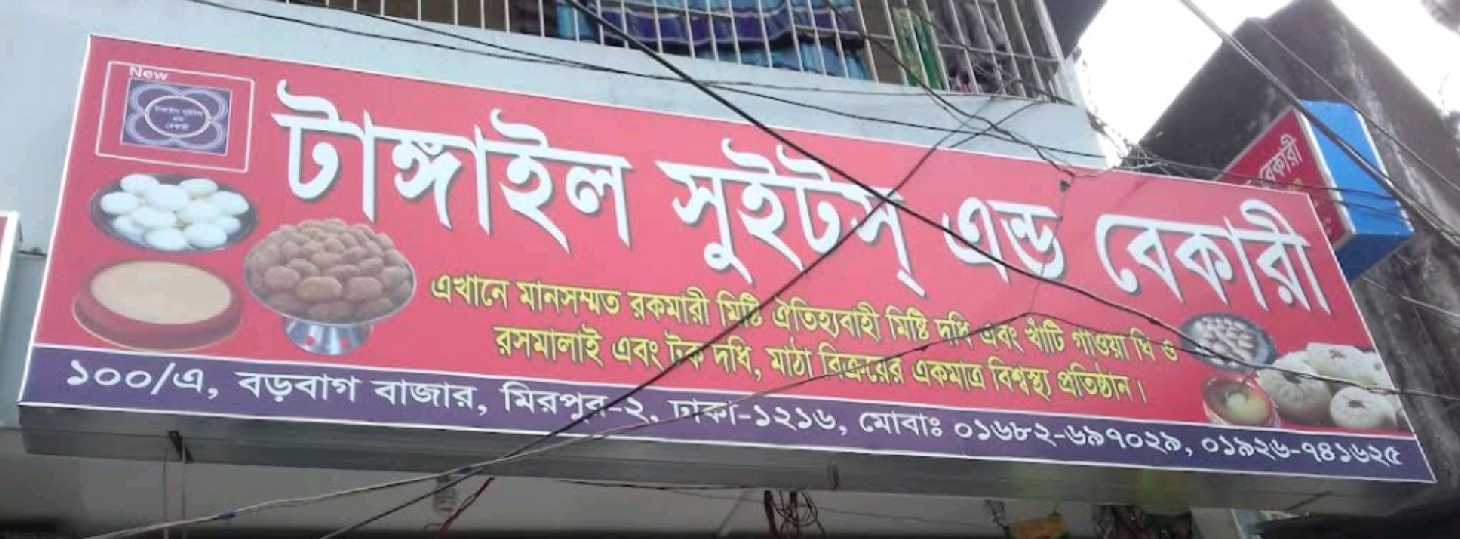 New
টাঙ্গাইল সুইটস্ এন্ড বেকারী
এখানে মানসম্মত রকমারী মিষ্টি ঐতিহ্যবাহী মিষ্টি দধি এবং খাঁটি গাওয়া ঘি ও
রসমালাই এবং টক দধি, মাঠা বিক্রয়ের একমাত্র বিশ্বস্থ্য প্রতিষ্ঠান।
১০০/এ, বড়বাগ বাজার, মিরপুর-২, ঢাকা-১২১৬, মোবাঃ ০১৬৮২-৬৯৭০২৯, ০১৯২৬-৭৪১৬২৫
বেকারী